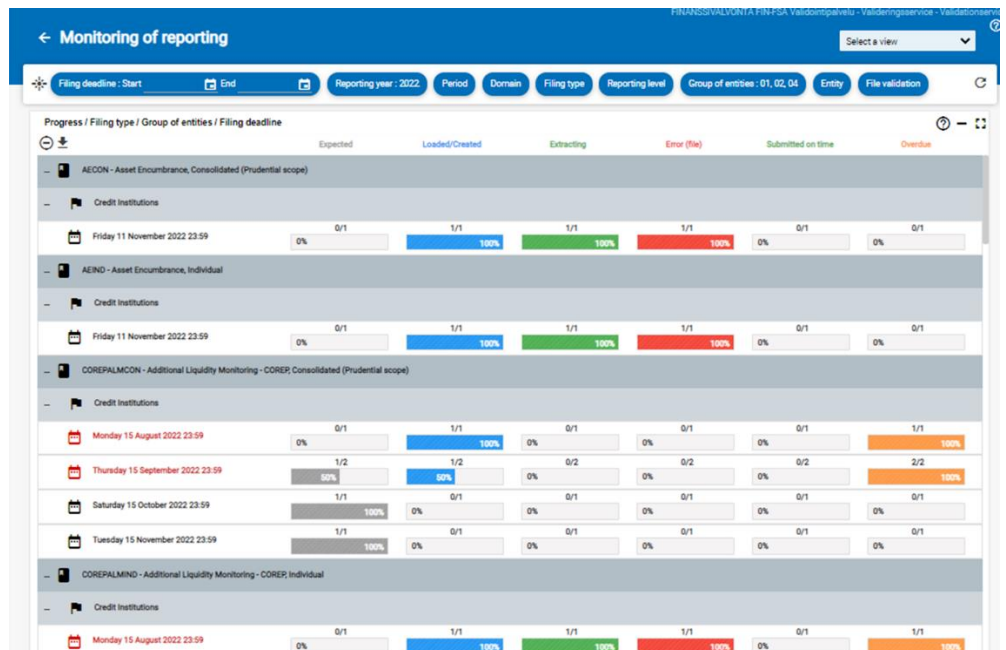 FINANSSIVALVONTA FIN-FSA Validointipalvelu - Valideringsservice - Validationservi
Monitoring of reporting
Select a view
Filing deadline : Start End Reporting year : 2022 Period Domain Filing type Reporting level Group of entities : 01, 02, 04 Entity File validation
Progress / Filing type / Group of entities / Filing deadline
Expected Loaded/Created Extracting Error (file) Submitted on time Overdue
AECON - Asset Encumbrance, Consolidated (Prudential scope)
Credit Institutions
0/1 1/1 1/1 1/1 0/1 0/1
Friday 11 November 2022 23:59 0% 100% 100% 100% 0% 0%
AEIND - Asset Encumbrance, Individual
Credit Institutions
0/1 1/1 1/1 1/1 0/1 0/1
Friday 11 November 2022 23:59 0% 100% 100% 100% 0% 0%
COREPALMCON - Additional Liquidity Monitoring - COREP, Consolidated (Prudential scope)
Credit Institutions
0/1 1/1 0/1 0/1 0/1 1/1
Monday 15 August 2022 23:59 0% 100% 0% 0% 0% 100%
1/2 1/2 0/2 0/2 0/2 2/2
Thursday 15 September 2022 23:59 50% 50% 0% 0% 0% 100%
1/1 0/1 0/1 0/1 0/1 0/1
Saturday 15 October 2022 23:59 100% 0% 0% 0% 0% 0%
1/1 0/1 0/1 0/1 0/1 0/1
Tuesday 15 November 2022 23:59 100% 0% 0% 0% 0% 0%
COREPALMIND - Additional Liquidity Monitoring - COREP, Individual
Credit Institutions
0/1 1/1 1/1 1/1 0/1 1/1
Monday 15 August 2022 23:59 0% 100% 100% 100% 0% 100%